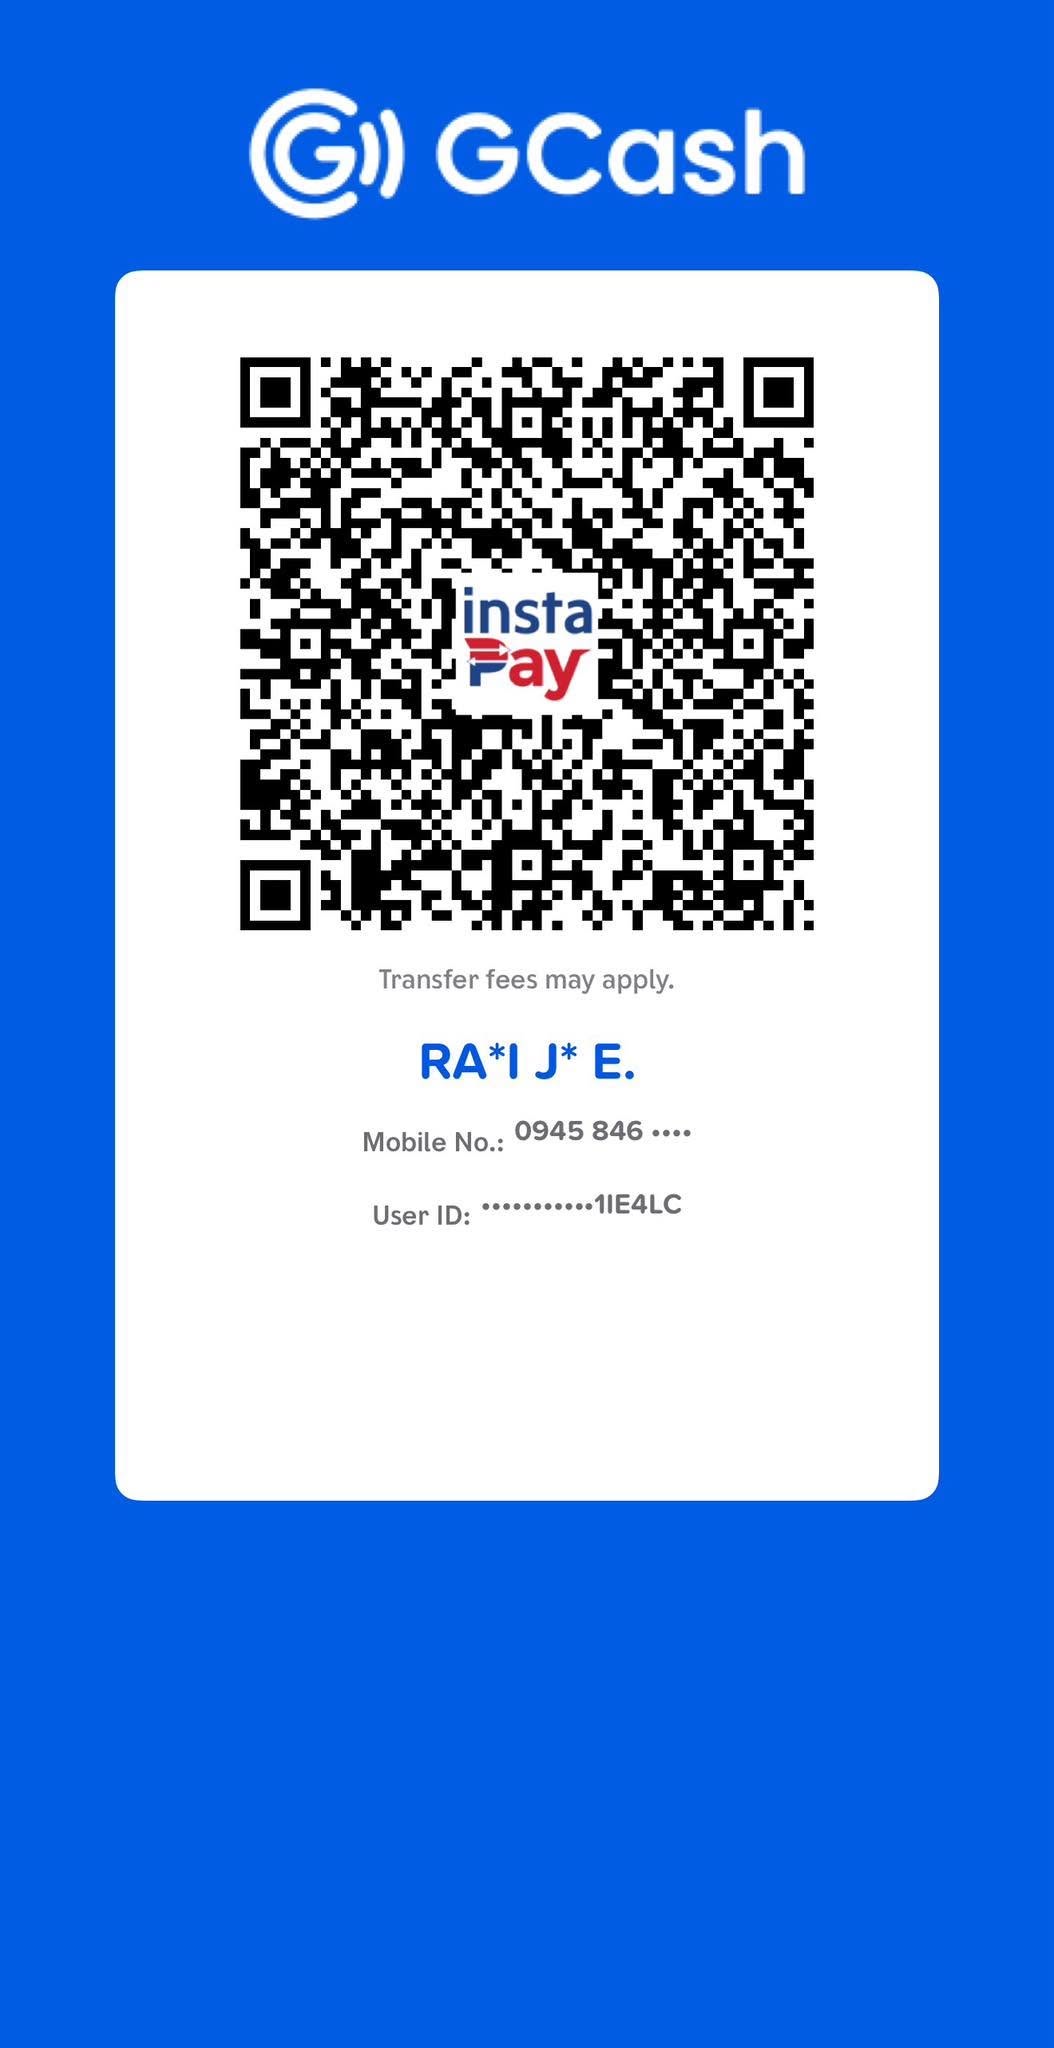 GCash
insta
Pay
Transfer fees may apply.
RA*I J* E.
Mobile No.: 0945 846 ••••
User ID: •••••••••••1IE4LC